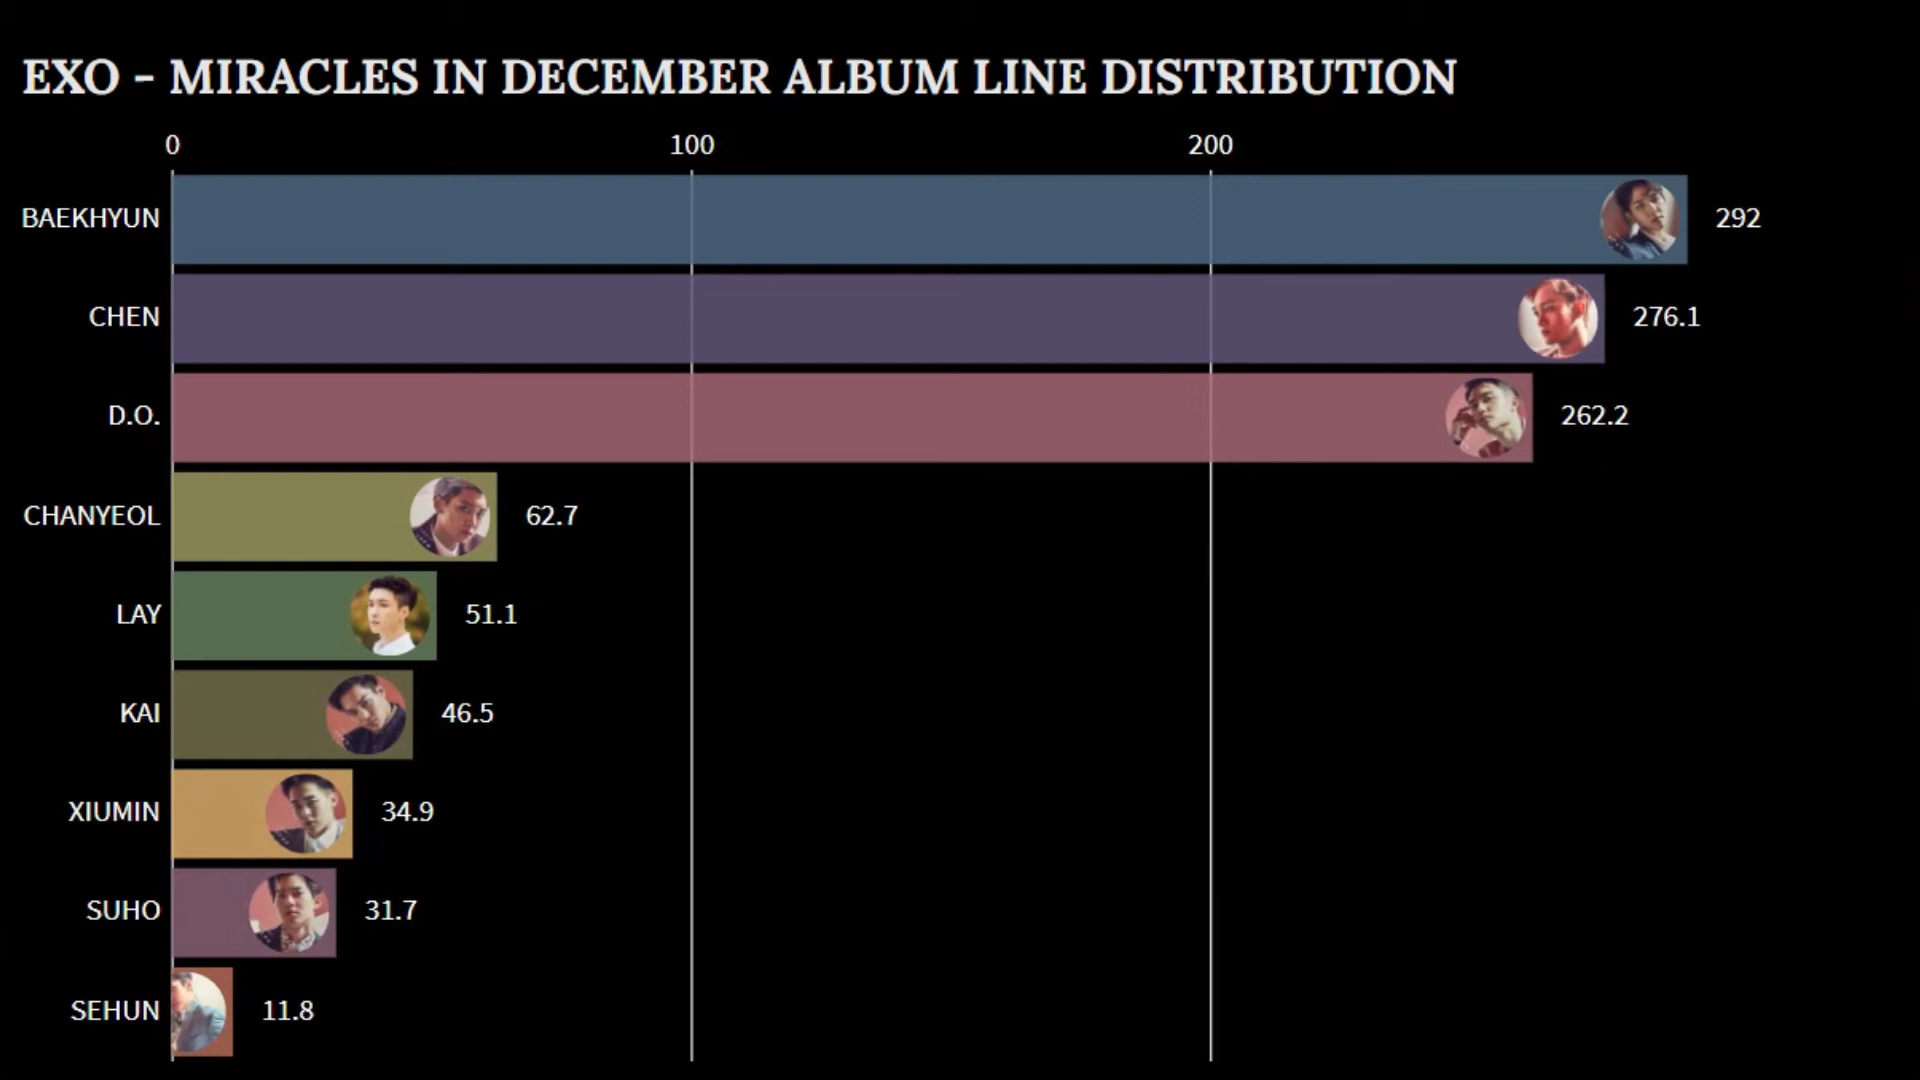 EXO - MIRACLES IN DECEMBER ALBUM LINE DISTRIBUTION
0 100 200
BAEKHYUN 292
CHEN 276.1
D.O. 262.2
CHANYEOL 62.7
LAY 51.1
KAI 46.5
XIUMIN 34.9
SUHO 31.7
SEHUN 11.8